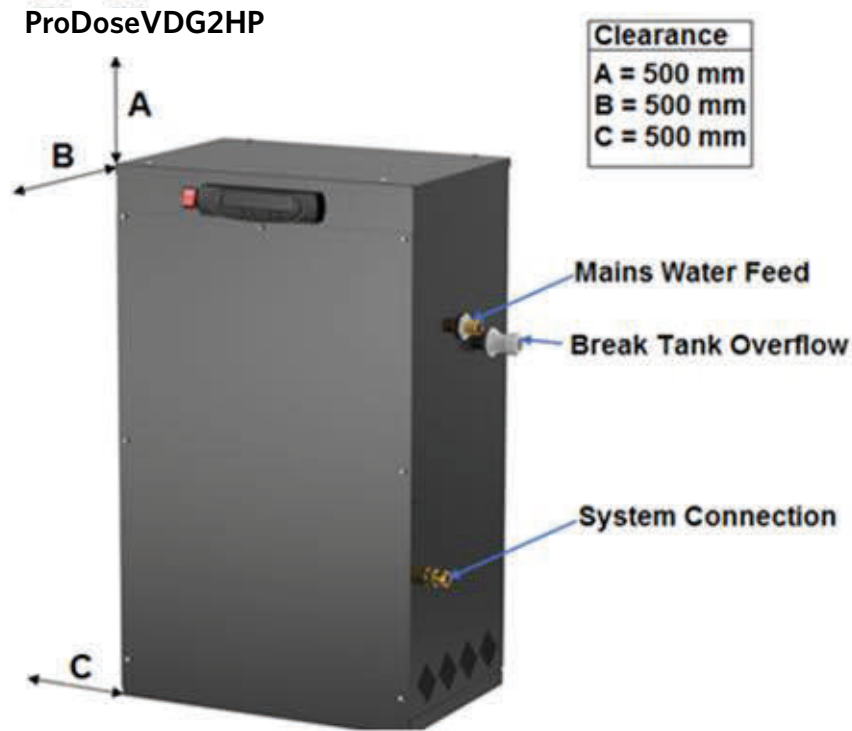 ProDoseVDG2HP
Clearance
A = 500 mm
B = 500 mm
C = 500 mm
A
B
Mains Water Feed
Break Tank Overflow
System Connection
C